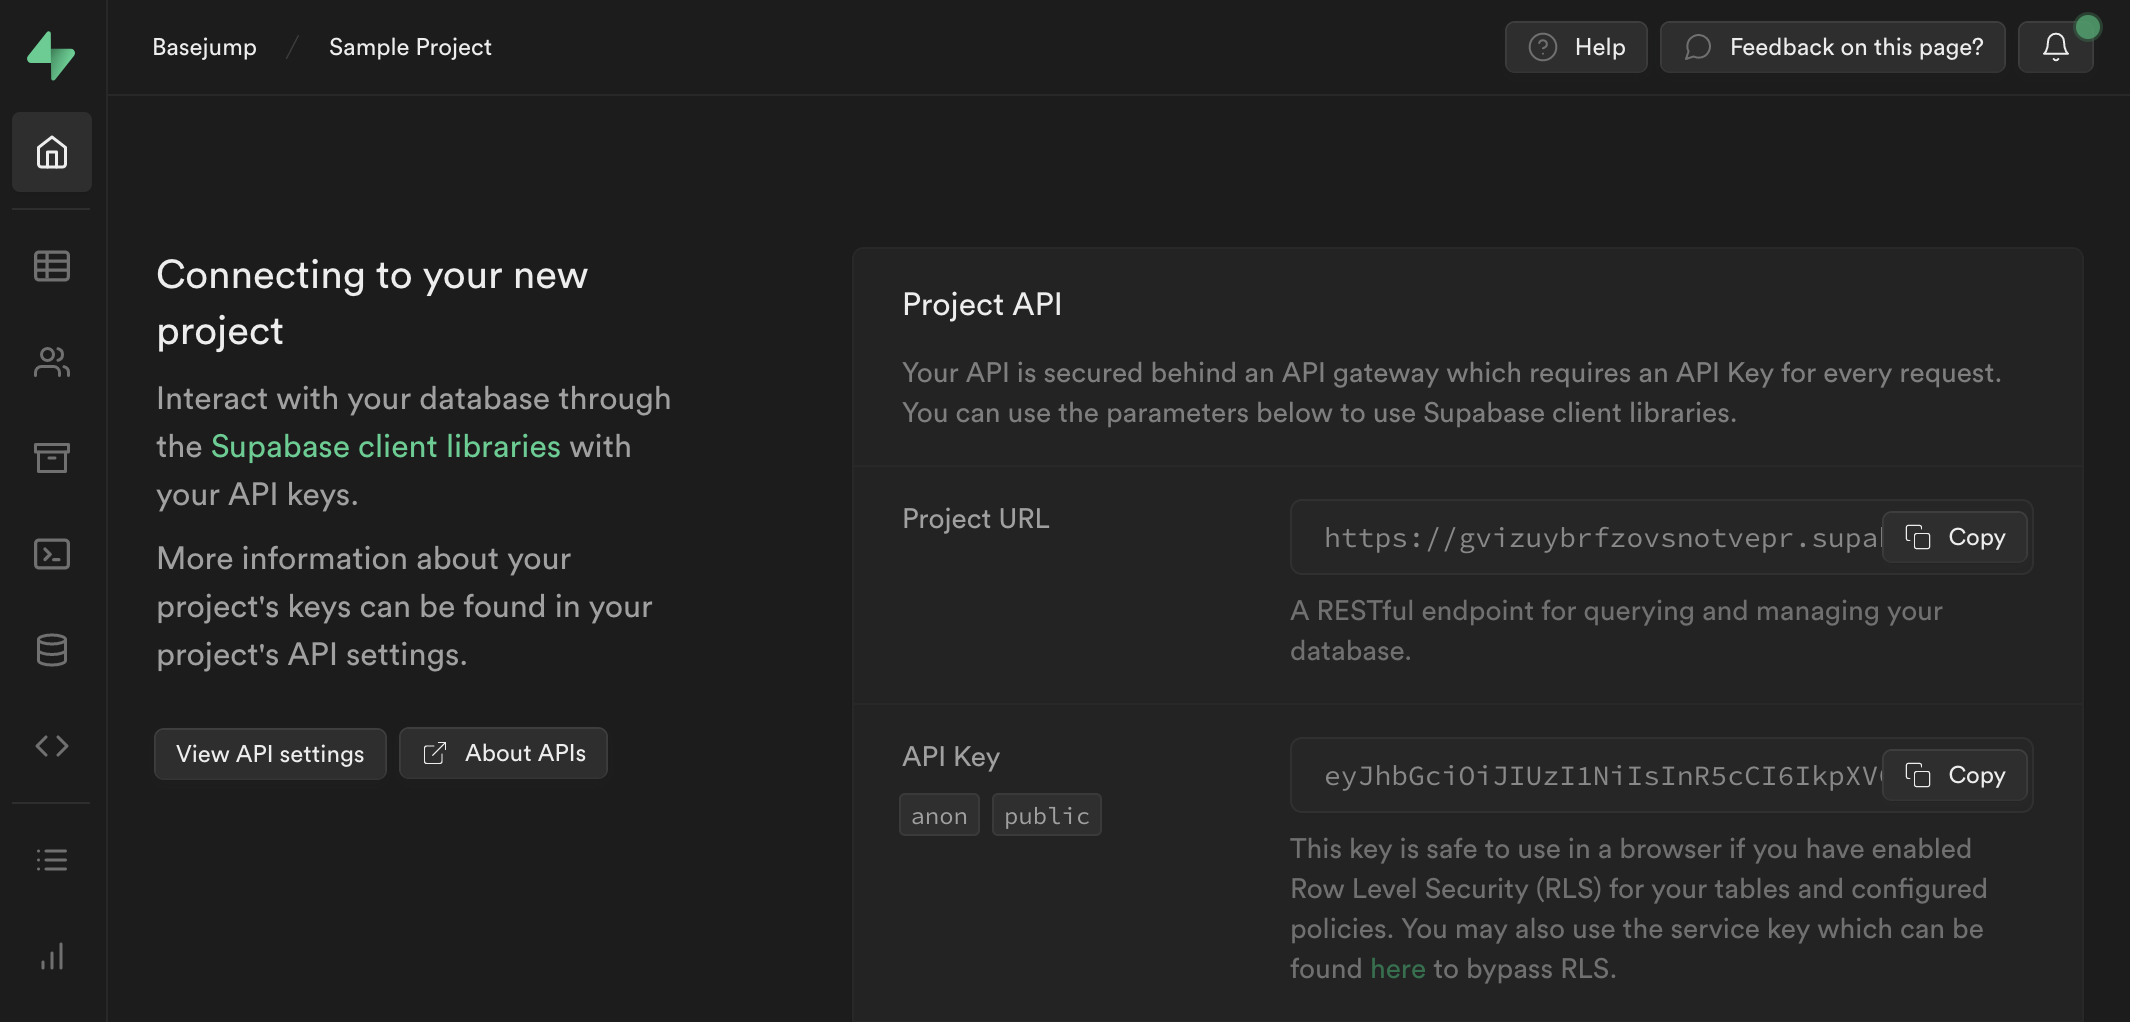 Basejump / Sample Project
Help
Feedback on this page?
Connecting to your new
project
Interact with your database through
the Supabase client libraries with
your API keys.
More information about your
project's keys can be found in your
project's API settings.
View API settings
About APIs
Project API
Your API is secured behind an API gateway which requires an API Key for every request.
You can use the parameters below to use Supabase client libraries.
Project URL
https://gvizuybrfzovsnotvepr.supa
Copy
A RESTful endpoint for querying and managing your
database.
API Key
anon
public
eyJhbGciOiJIUzI1NiIsInR5cCI6IkpXV
Copy
This key is safe to use in a browser if you have enabled
Row Level Security (RLS) for your tables and configured
policies. You may also use the service key which can be
found here to bypass RLS.